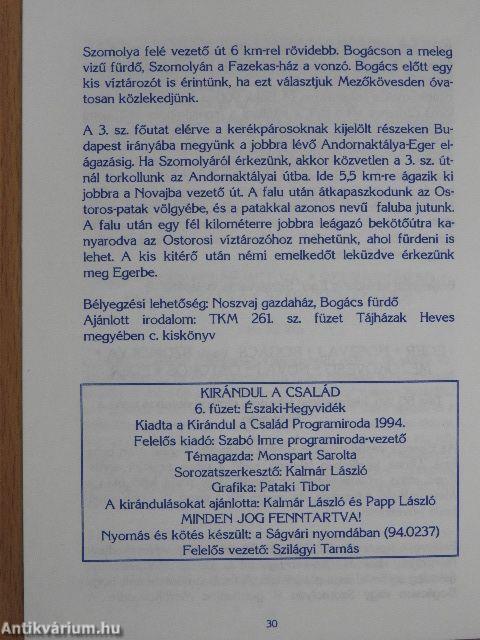 Szomolya felé vezető út 6 km-rel rövidebb. Bogácson a meleg
vizű fürdő, Szomolyán a Fazekas-ház a vonzó. Bogács előtt egy
kis víztározót is érintünk, ha ezt választjuk Mezőkövesden óva-
tosan közlekedjünk.
A 3. sz. főutat elérve a kerékpárosoknak kijelölt részeken Bu-
dapest irányába megyünk a jobbra lévő Andornaktálya-Eger el-
ágazásig. Ha Szomolyáról érkezünk, akkor közvetlen a 3. sz. út-
nál torkollunk az Andornaktályai útba. Ide 5,5 km-re ágazik ki
jobbra a Novajba vezető út. A falu után átkapaszkodunk az Os-
toros-patak völgyébe, és a patakkal azonos nevű faluba jutunk.
A falu után egy fél kilométerre jobbra leágazó bekötőútra ka-
nyarodva az Ostorosi víztározóhoz mehetünk, ahol fürdeni is
lehet. A kis kitérő után némi emelkedőt leküzdve érkezünk
meg Egerbe.
Bélyegzési lehetőség: Noszvaj gazdaház, Bogács fürdő
Ajánlott irodalom: TKM 261. sz. füzet Tájházak Heves
megyében c. kiskönyv
KIRÁNDUL A CSALÁD
6. füzet: Északi-Hegyvidék
Kiadta a Kirándul a Család Programiroda 1994.
Felelős kiadó: Szabó Imre programiroda-vezető
Témagazda: Monspart Sarolta
Sorozatszerkesztő: Kalmár László
Grafika: Pataki Tibor
A kirándulásokat ajánlotta: Kalmár László és Papp László
MINDEN JOG FENNTARTVA!
Nyomás és kötés készült: a Ságvári nyomdában (94.0237)
Felelős vezető: Szilágyi Tamás
30
Antikvárium.hu